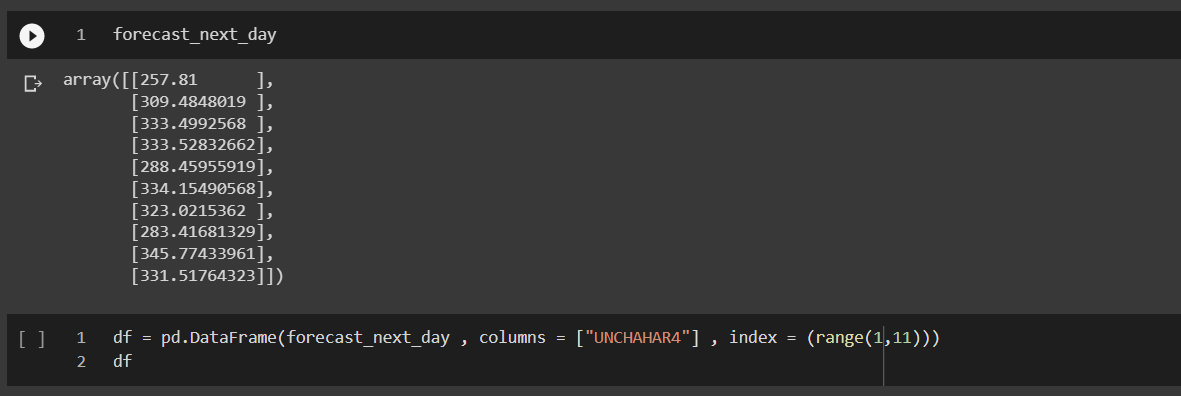 1 forecast_next_day
array([[257.81      ],
       [309.4848019 ],
       [333.4992568 ],
       [333.52832662],
       [288.45955919],
       [334.15490568],
       [323.0215362 ],
       [283.41681329],
       [345.77433961],
       [331.51764323]])
[ ] 1 df = pd.DataFrame(forecast_next_day , columns = ["UNCHAHAR4"] , index = (range(1,11)))
2 df